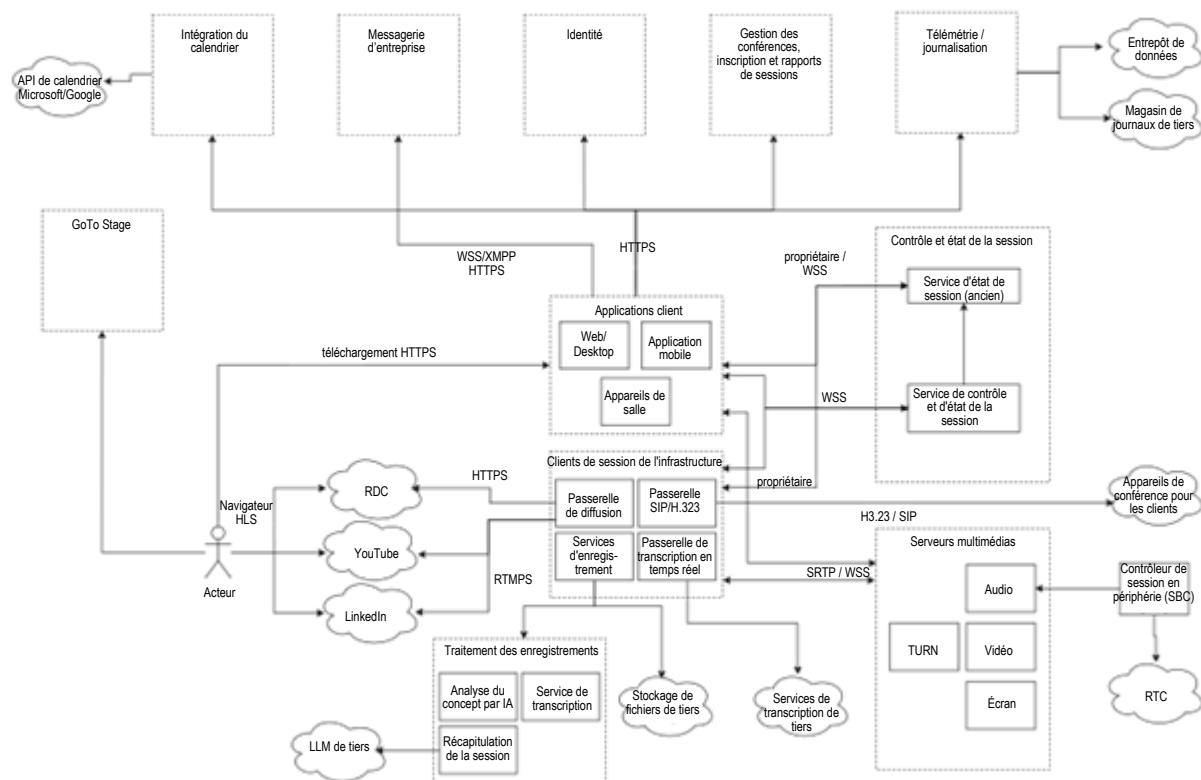 Intégration du
calendrier
Messagerie
d'entreprise
Identité
Gestion des
conférences,
inscription et rapports
de sessions
Télémétrie /
journalisation
Entrepôt de
données
API de calendrier
Microsoft/Google
Magasin de
journaux de tiers
GoTo Stage
WSS/XMPP
HTTPS
HTTPS
propriétaire /
WSS
Contrôle et état de la session
Service d'état de
session (ancien)
Applications client
Web/
Desktop
Application
mobile
téléchargement HTTPS
Appareils de
salle
WSS
Service de contrôle
et d'état de la
session
Clients de session de l'infrastructure
HTTPS
RDC
Navigateur
HLS
Passerelle
de diffusion
Passerelle
SIP/H.323
propriétaire
Appareils de
conférence pour
les clients
H3.23 / SIP
YouTube
Services
d'enregis-
trement
Passerelle de
transcription en
temps réel
Serveurs multimédias
RTMPS
SRTP / WSS
Acteur
LinkedIn
Audio
Contrôleur de
session en
périphérie (SBC)
Traitement des enregistrements
TURN
Vidéo
Analyse du
concept par IA
Service de
transcription
Stockage de
fichiers de tiers
Services de
transcription de
tiers
Écran
RTC
LLM de tiers
Récapitulation
de la session